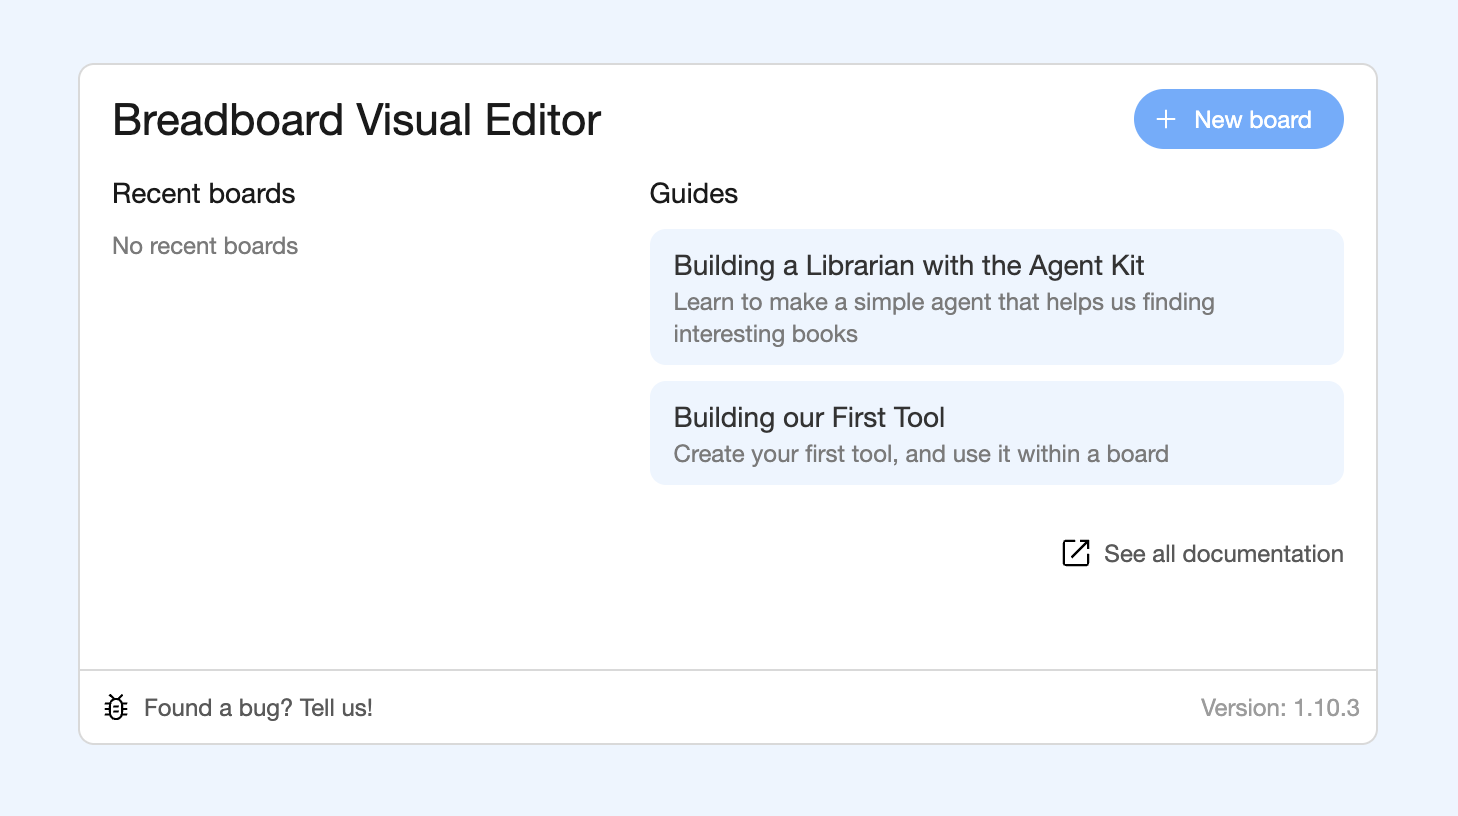 Breadboard Visual Editor
New board
Recent boards
No recent boards
Guides
Building a Librarian with the Agent Kit
Learn to make a simple agent that helps us finding
interesting books
Building our First Tool
Create your first tool, and use it within a board
See all documentation
Found a bug? Tell us!
Version: 1.10.3